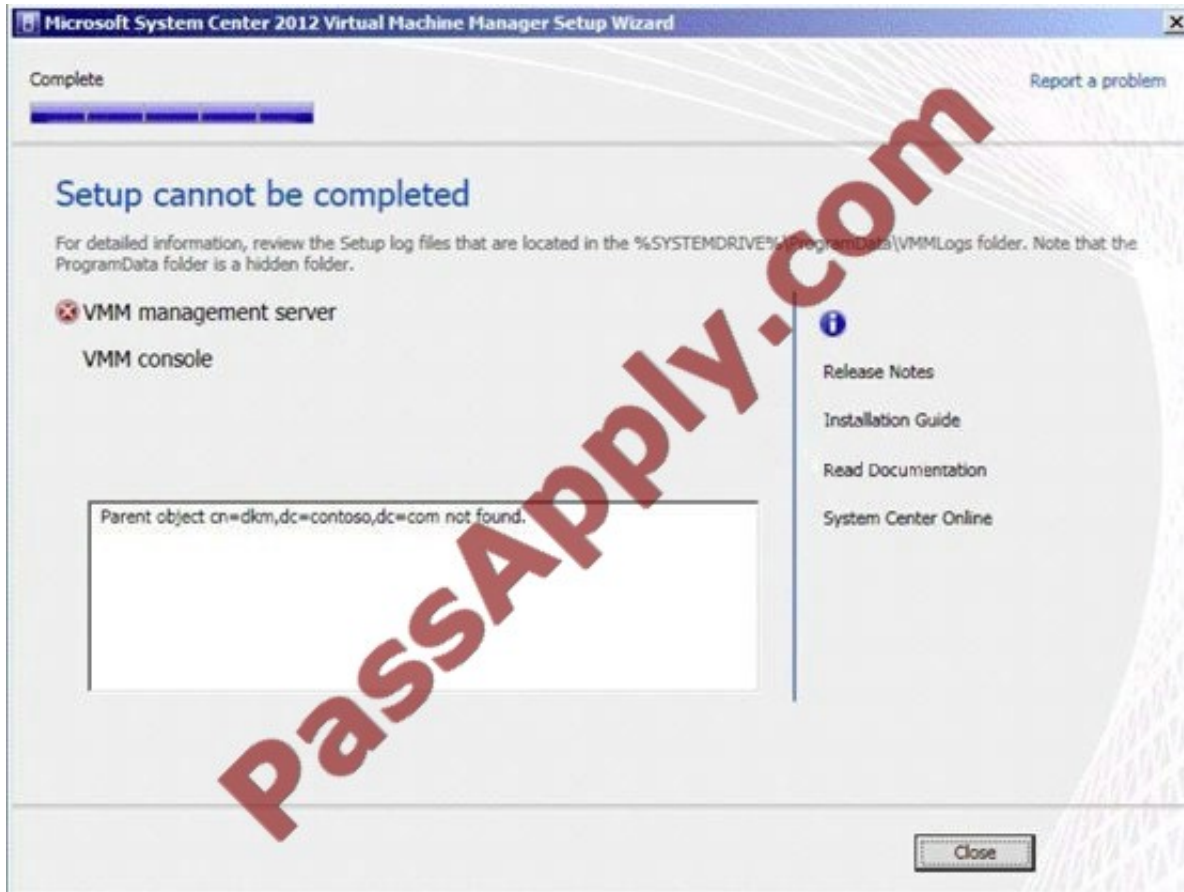 Microsoft System Center 2012 Virtual Machine Manager Setup Wizard
Complete
Report a problem
Setup cannot be completed
For detailed information, review the Setup log files that are located in the %SYSTEMDRIVE%\ProgramData\VMMLogs folder. Note that the
ProgramData folder is a hidden folder.
VMM management server
VMM console
Release Notes
Installation Guide
Read Documentation
System Center Online
Parent object cn=dkm,dc=contoso,dc=com not found.
Close
PassApply.com